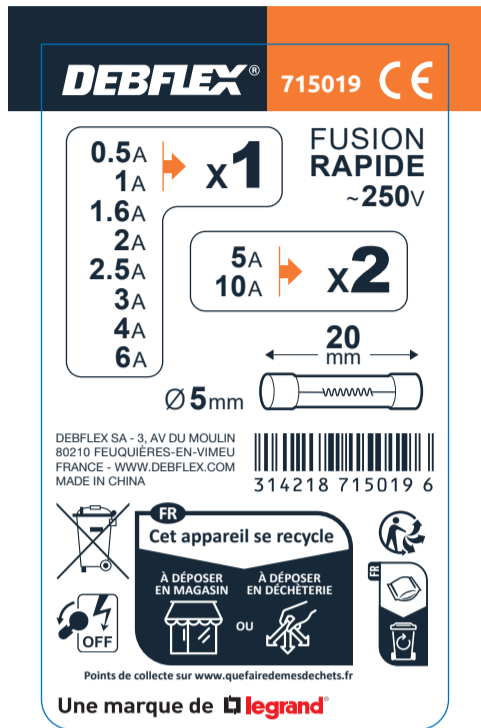 DEBFLEX®
715019 CE
FUSION
RAPIDE
~250V
0.5A
1A
1.6A
2A
2.5A
3A
4A
6A
x1
5A
10A
x2
20
mm
Ø5mm
DEBFLEX SA - 3, AV DU MOULIN
80210 FEUQUIÈRES-EN-VIMEU
FRANCE - WWW.DEBFLEX.COM
MADE IN CHINA
314218 715019 6
FR
Cet appareil se recycle
À DÉPOSER
EN MAGASIN
OU
À DÉPOSER
EN DÉCHÈTERIE
FR
OFF
Points de collecte sur www.quefairedemesdechets.fr
Une marque de legrand®